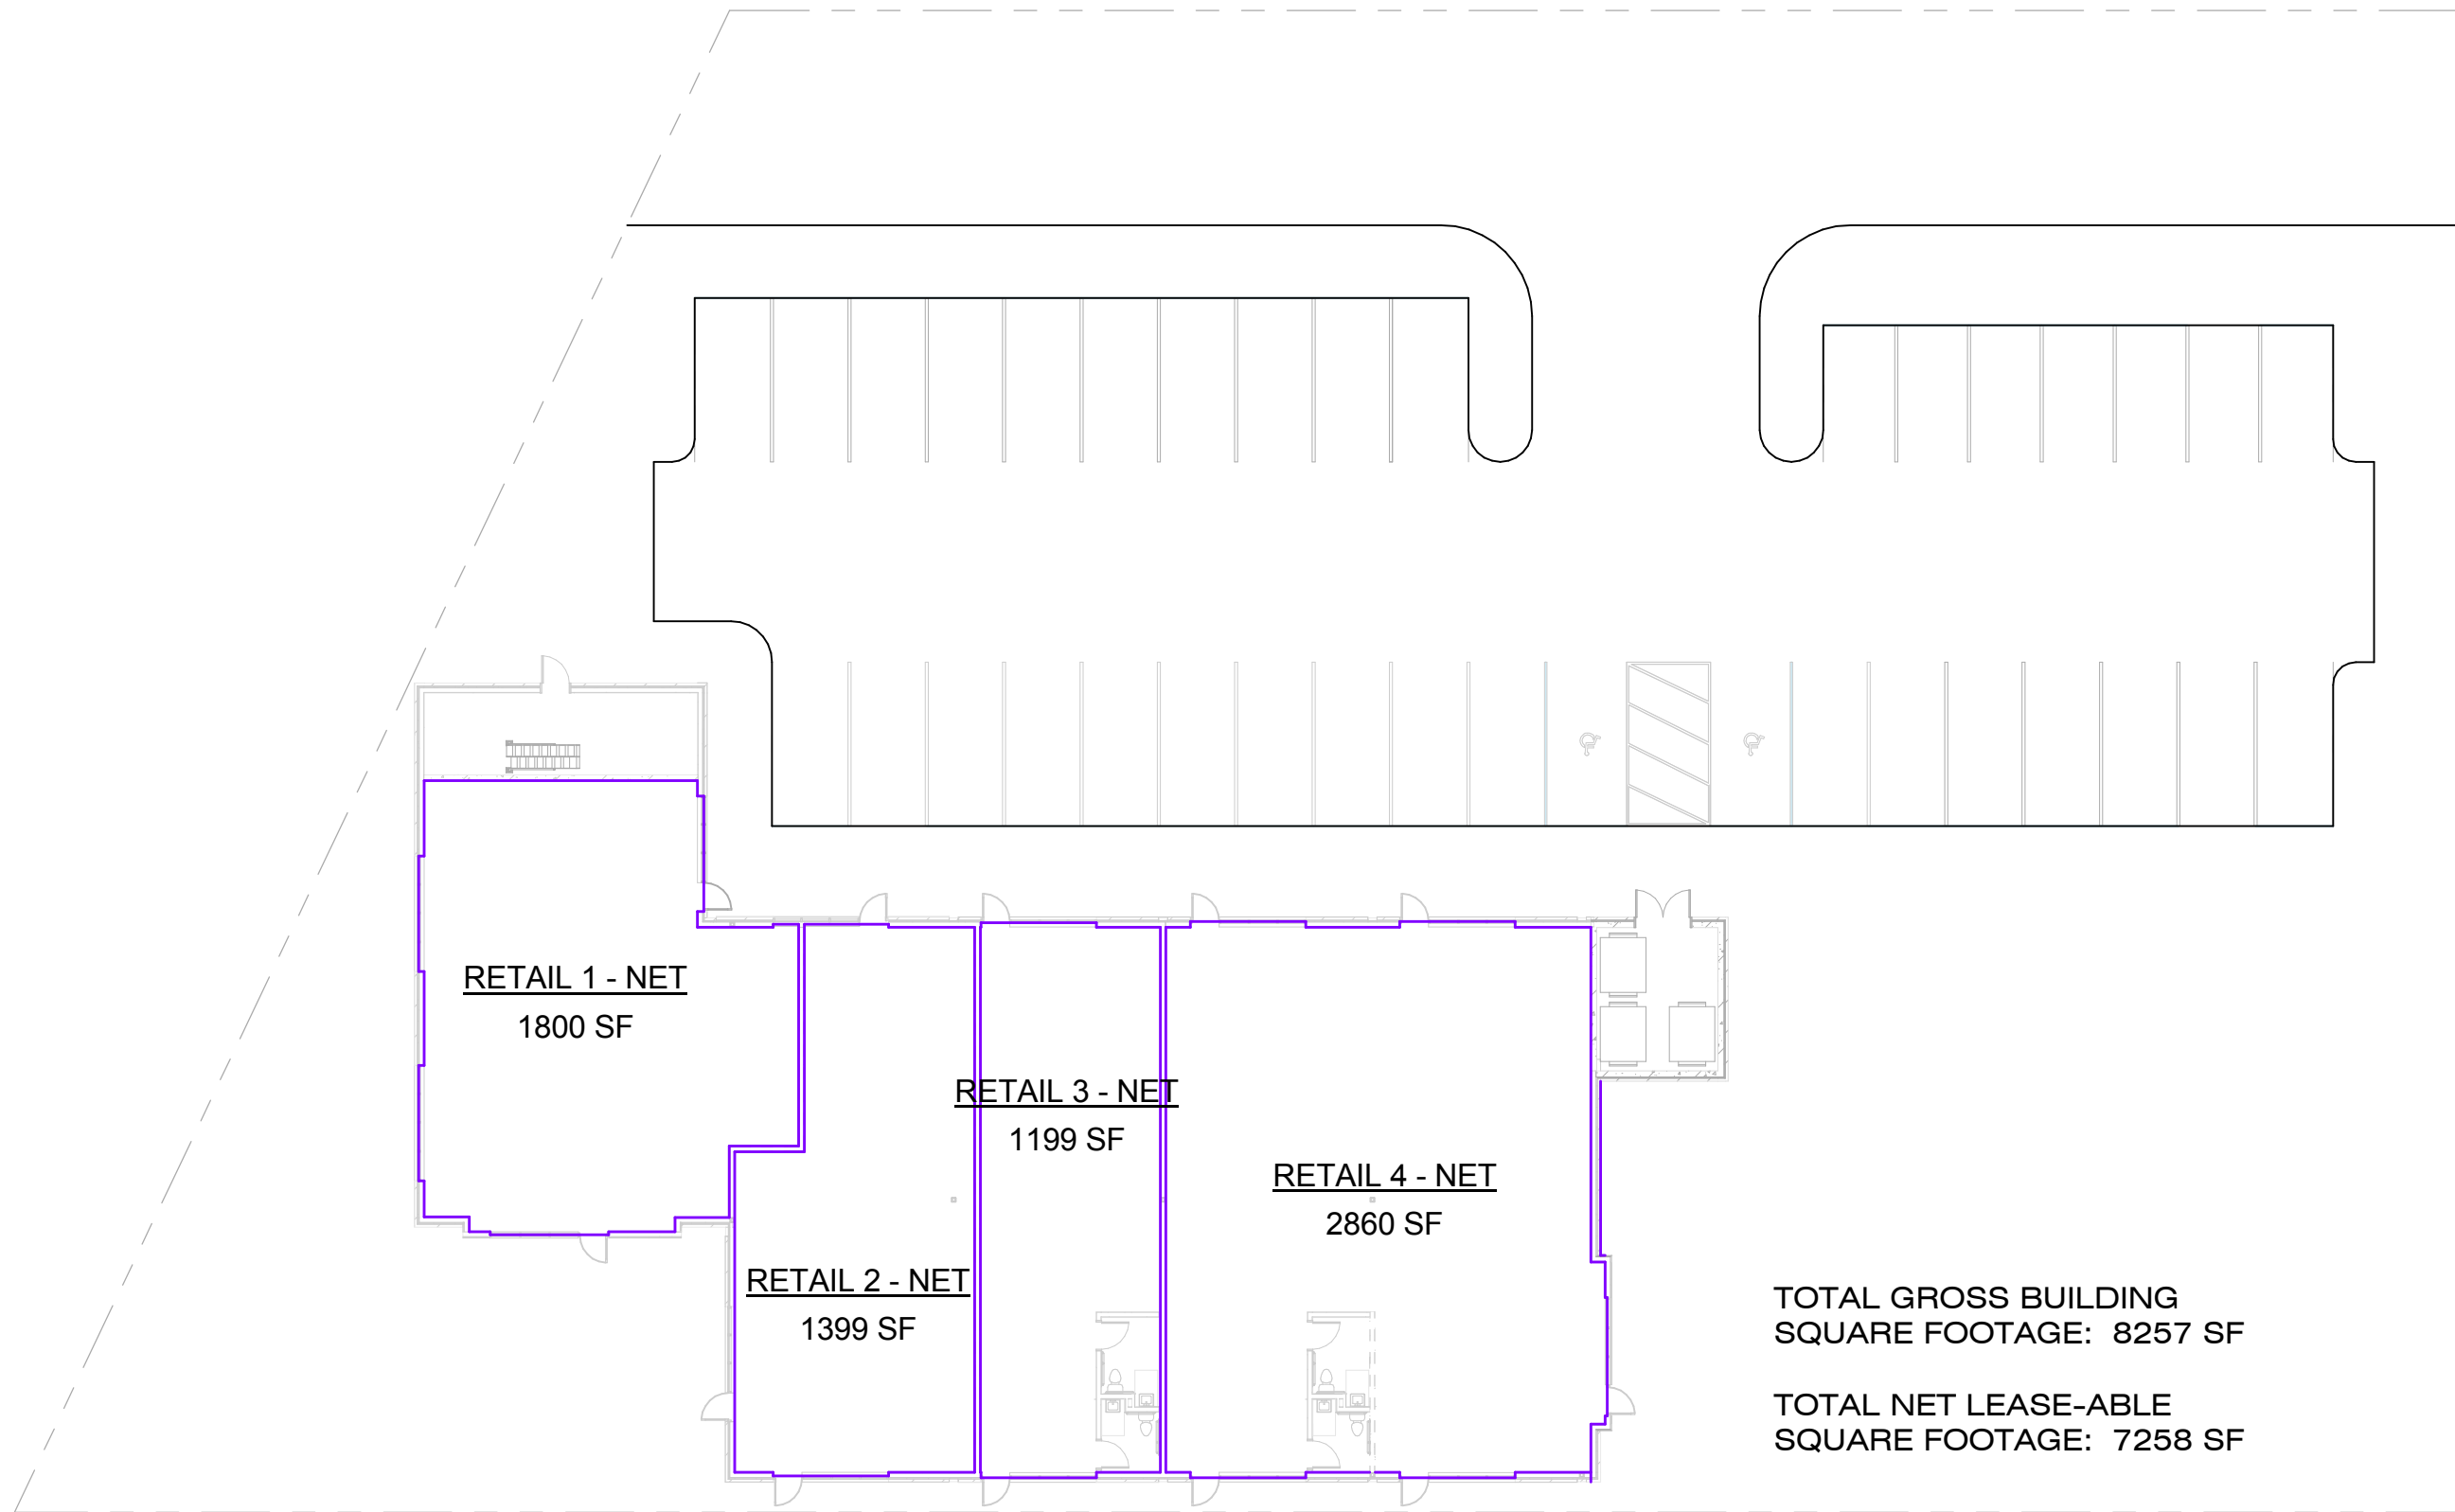 RETAIL 1 - NET
1800 SF
RETAIL 3 - NET
1199 SF
RETAIL 4 - NET
2860 SF
RETAIL 2 - NET
1399 SF
TOTAL GROSS BUILDING
SQUARE FOOTAGE: 8257 SF
TOTAL NET LEASE-ABLE
SQUARE FOOTAGE: 7258 SF